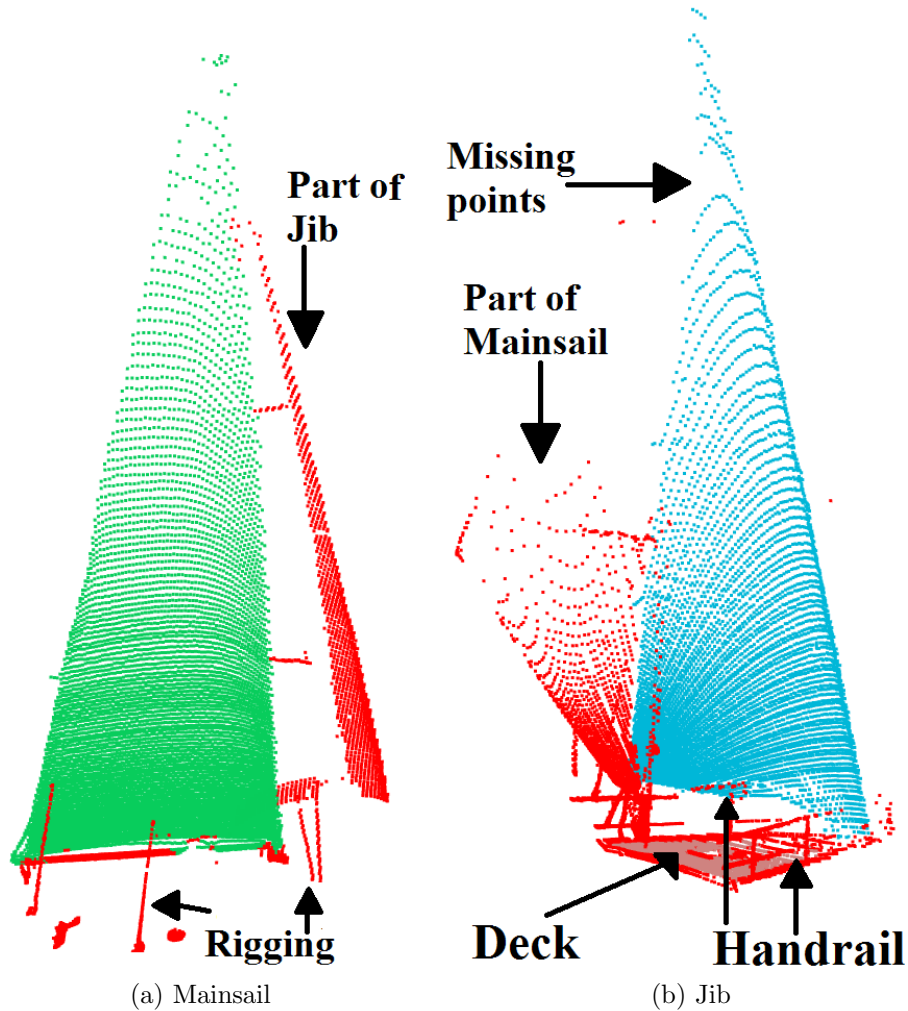 Part of
Jib
Rigging
(a) Mainsail
Missing
points
Part of
Mainsail
Deck
Handrail
(b) Jib